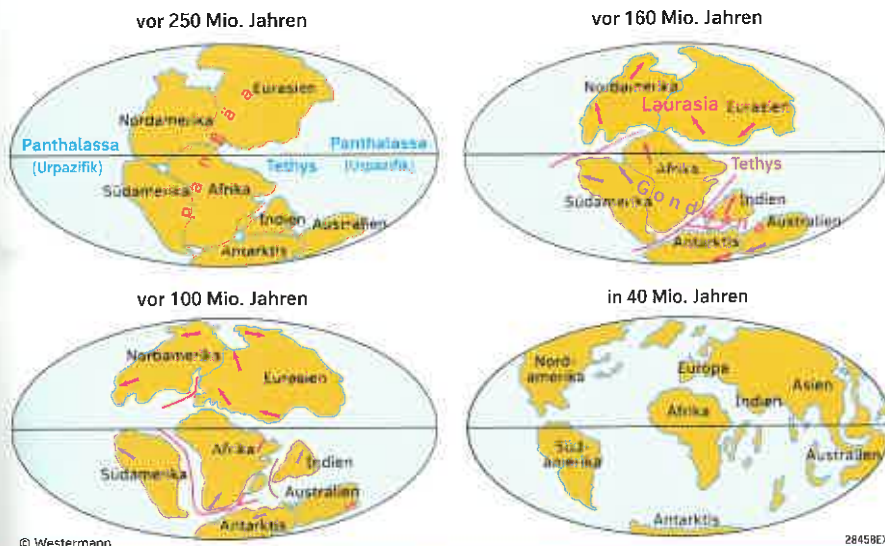 vor 250 Mio. Jahren
Eurasien
Nordamerika
Pangäa
Panthalassa
(Urpazifik)
Tethys
Panthalassa
(Urpazifik)
Südamerika
Afrika
Indien
Australien
Antarktis
vor 160 Mio. Jahren
Nordamerika
Laurasia
Eurasien
Afrika
Tethys
Gondwana
Südamerika
Indien
Australien
Antarktis
vor 100 Mio. Jahren
Nordamerika
Eurasien
Afrika
Südamerika
Indien
Australien
Antarktis
in 40 Mio. Jahren
Nord-
amerika
Europa
Asien
Afrika
Indien
Süd-
amerika
Australien
Antarktis
© Westermann
28458EX